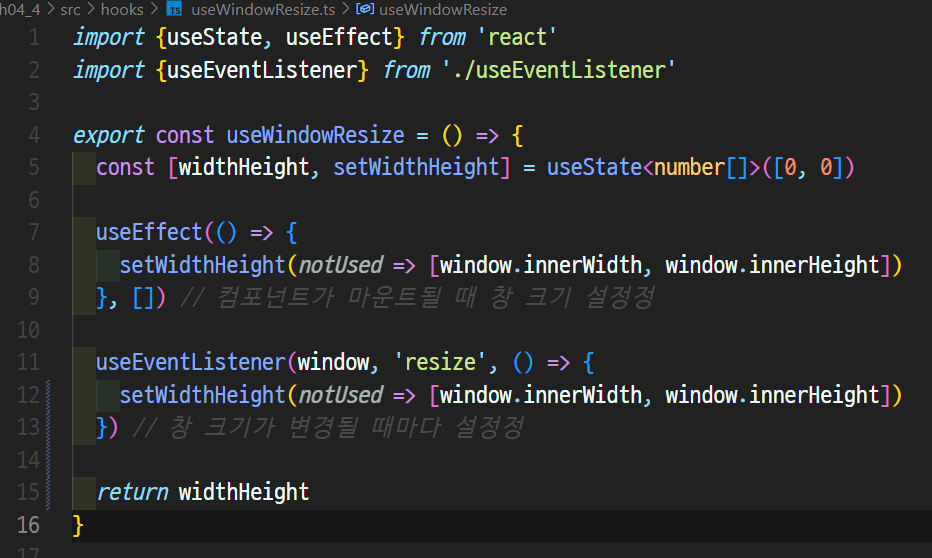 h04_4 > src > hooks > TS useWindowResize.ts > useWindowResize
1 import {useState, useEffect} from 'react'
2 import {useEventListener} from './useEventListener'
3
4 export const useWindowResize = () => {
5 const [widthHeight, setWidthHeight] = useState<number[]>([0, 0])
6
7 useEffect(() => {
8 setWidthHeight(notUsed => [window.innerWidth, window.innerHeight])
9 }, []) // 컴포넌트가 마운트될 때 창 크기 설정정
10
11 useEventListener(window, 'resize', () => {
12 setWidthHeight(notUsed => [window.innerWidth, window.innerHeight])
13 }) // 창 크기가 변경될 때마다 설정정
14
15 return widthHeight
16 }
17